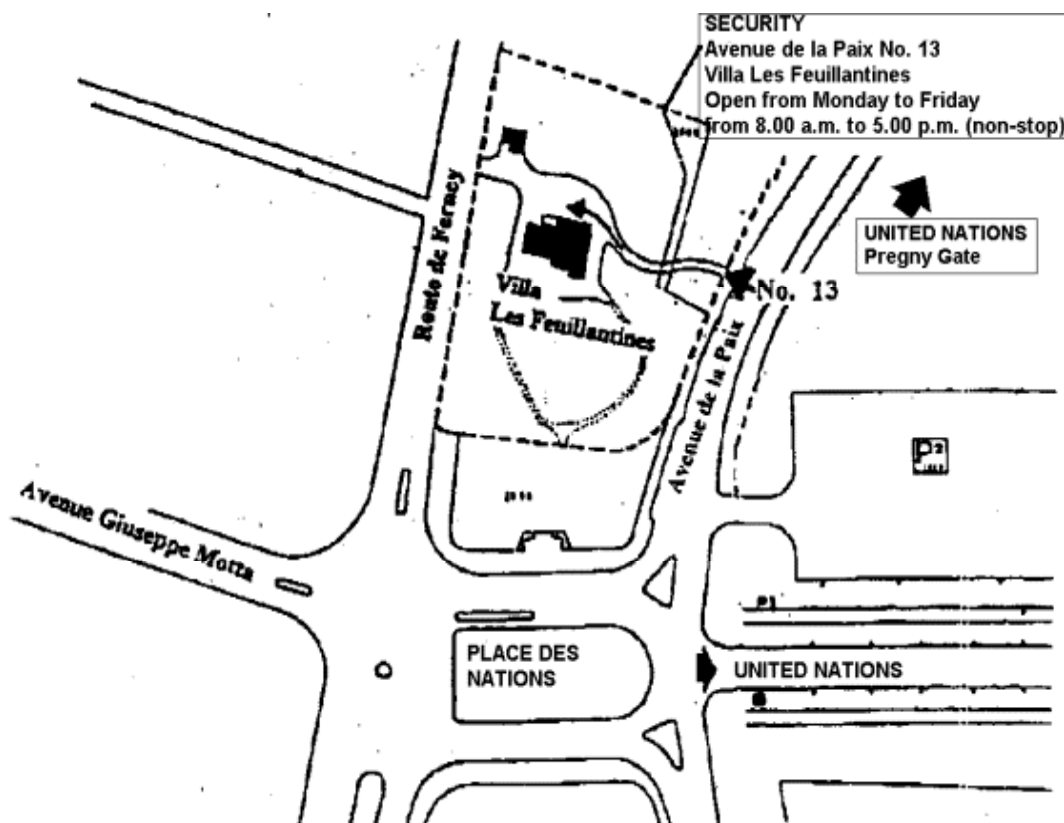 SECURITY
Avenue de la Paix No. 13
Villa Les Feuillantines
Open from Monday to Friday
from 8.00 a.m. to 5.00 p.m. (non-stop)
UNITED NATIONS
Pregny Gate
No. 13
Route de Ferney
Villa
Les Feuillantines
Avenue de la Paix
P2
Avenue Giuseppe Motta
P1
PLACE DES
NATIONS
UNITED NATIONS